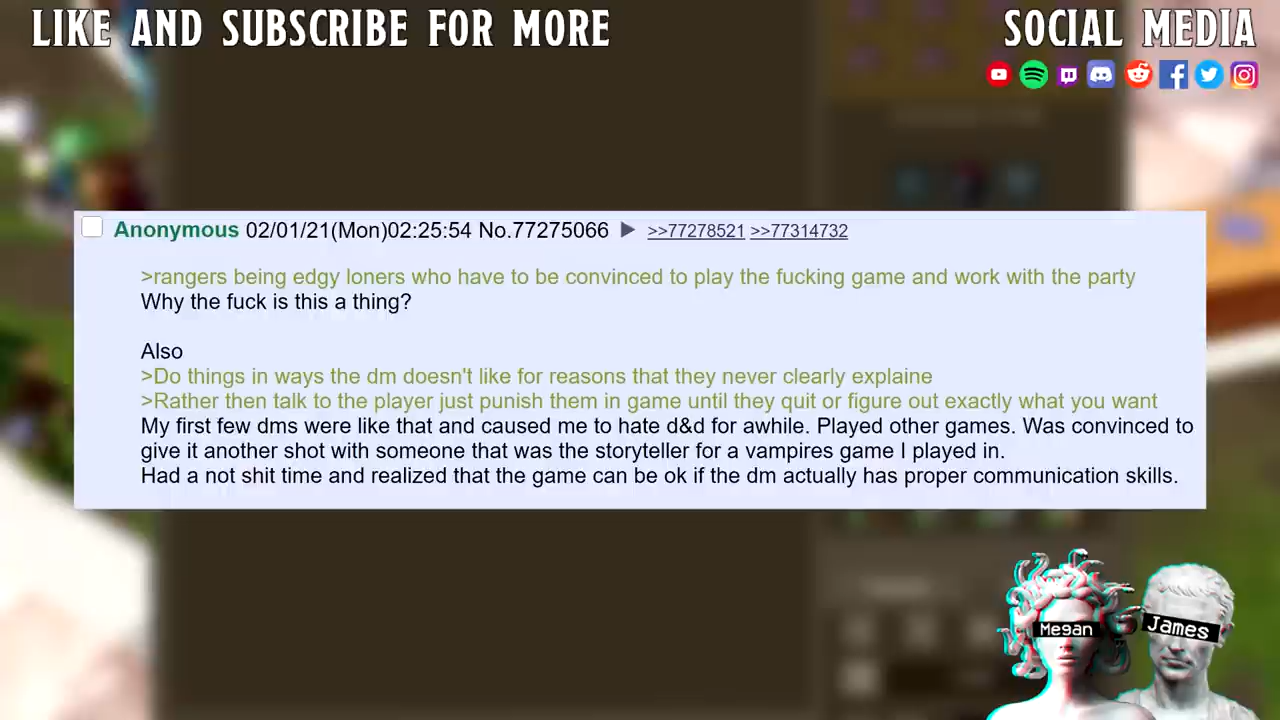 LIKE AND SUBSCRIBE FOR MORE
SOCIAL MEDIA
Anonymous 02/01/21(Mon)02:25:54 No.77275066 ▶ >>77278521 >>77314732
>rangers being edgy loners who have to be convinced to play the fucking game and work with the party
Why the fuck is this a thing?
Also
>Do things in ways the dm doesn't like for reasons that they never clearly explaine
>Rather then talk to the player just punish them in game until they quit or figure out exactly what you want
My first few dms were like that and caused me to hate d&d for awhile. Played other games. Was convinced to
give it another shot with someone that was the storyteller for a vampires game I played in.
Had a not shit time and realized that the game can be ok if the dm actually has proper communication skills.
Megan
James